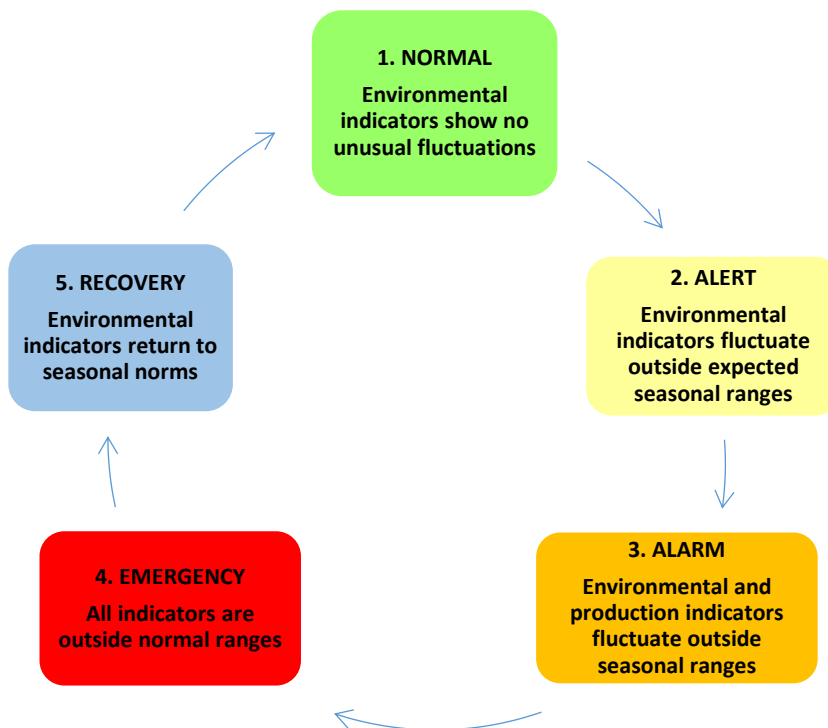 1. NORMAL
Environmental
indicators show no
unusual fluctuations
2. ALERT
Environmental
indicators fluctuate
outside expected
seasonal ranges
3. ALARM
Environmental and
production indicators
fluctuate outside
seasonal ranges
4. EMERGENCY
All indicators are
outside normal ranges
5. RECOVERY
Environmental
indicators return to
seasonal norms